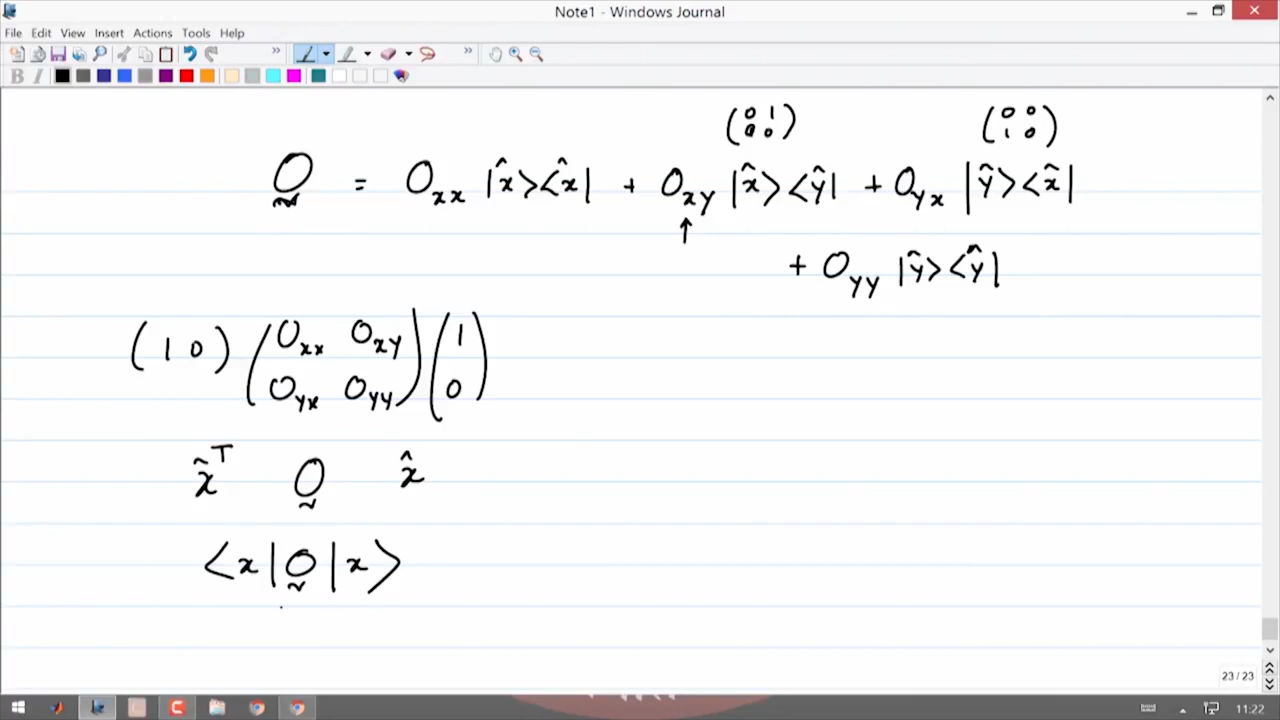 Note1 - Windows Journal
File Edit View Insert Actions Tools Help
B I
(0 1 (0 0
0 0) 1 0)
O̰ = O_xx |x̂><x̂| + O_xy |x̂><ŷ| + O_yx |ŷ><x̂|
↑
+ O_yy |ŷ><ŷ|
(1 0) (O_xx O_xy) (1
O_yx O_yy) 0)
x̂^T O̰ x̂
<x|O̰|x>
23 / 23
11:22